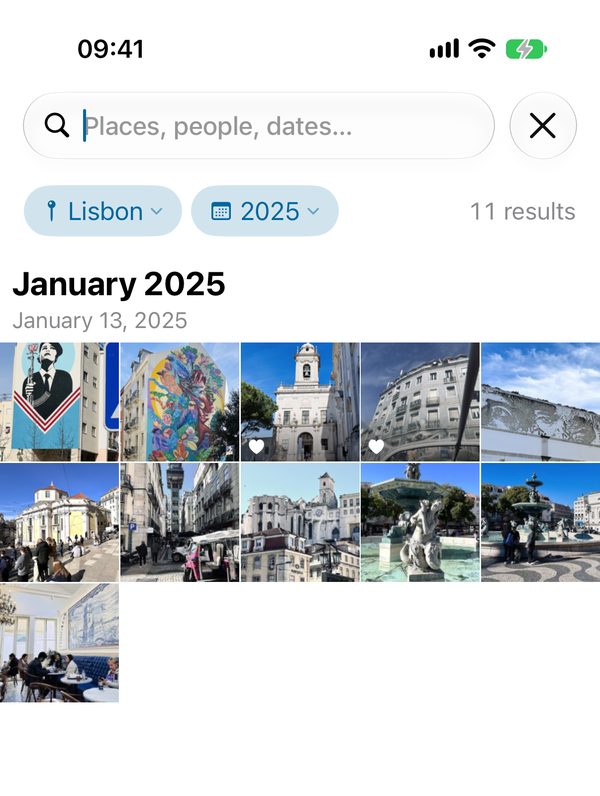 09:41
Places, people, dates...
Lisbon
2025
11 results
January 2025
January 13, 2025